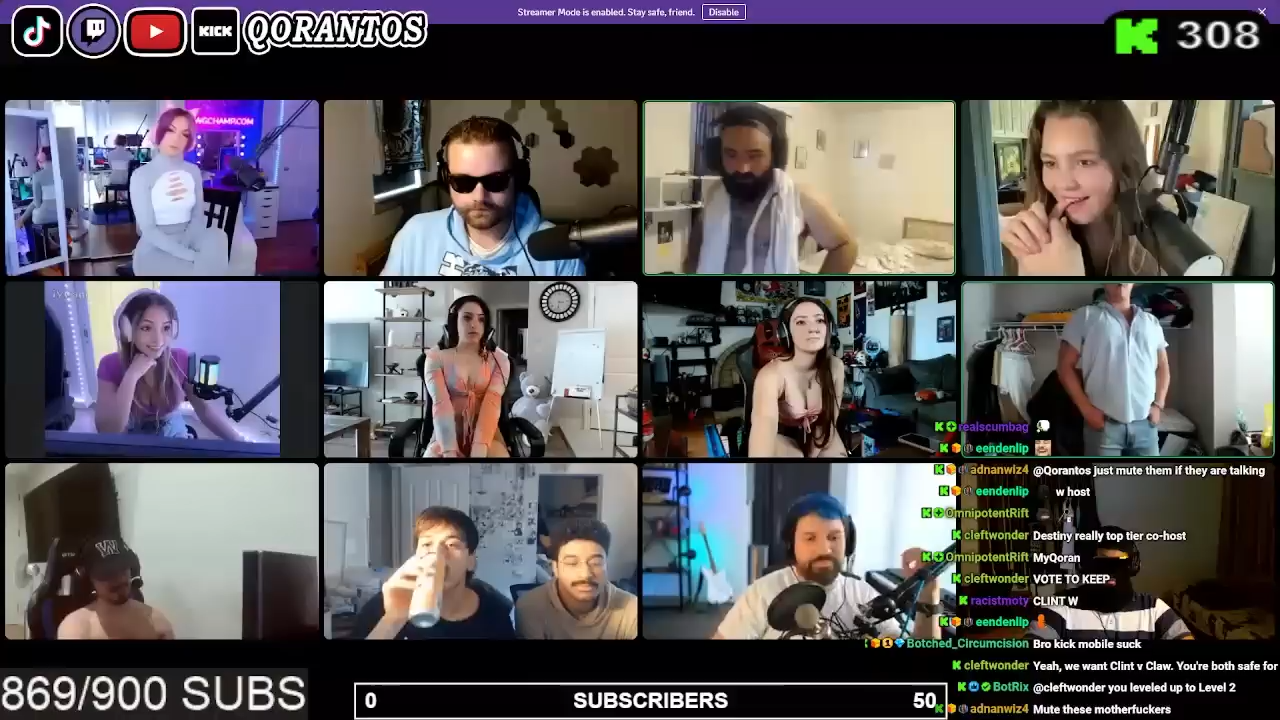 Streamer Mode is enabled. Stay safe, friend. Disable
KICK QORANTOS
308
WGCHAMP.COM
realscumbag
eendenlip
adnanwiz4 @Qorantos just mute them if they are talking
eendenlip w host
OmnipotentRift
cleftwonder Destiny really top tier co-host
OmnipotentRift MyQoran
cleftwonder VOTE TO KEEP
racistmoty CLINT W
eendenlip
Botched_Circumcision Bro kick mobile suck
cleftwonder Yeah, we want Clint v Claw. You're both safe for
BotRix @cleftwonder you leveled up to Level 2
adnanwiz4 Mute these motherfuckers
869/900 SUBS
0 SUBSCRIBERS 50